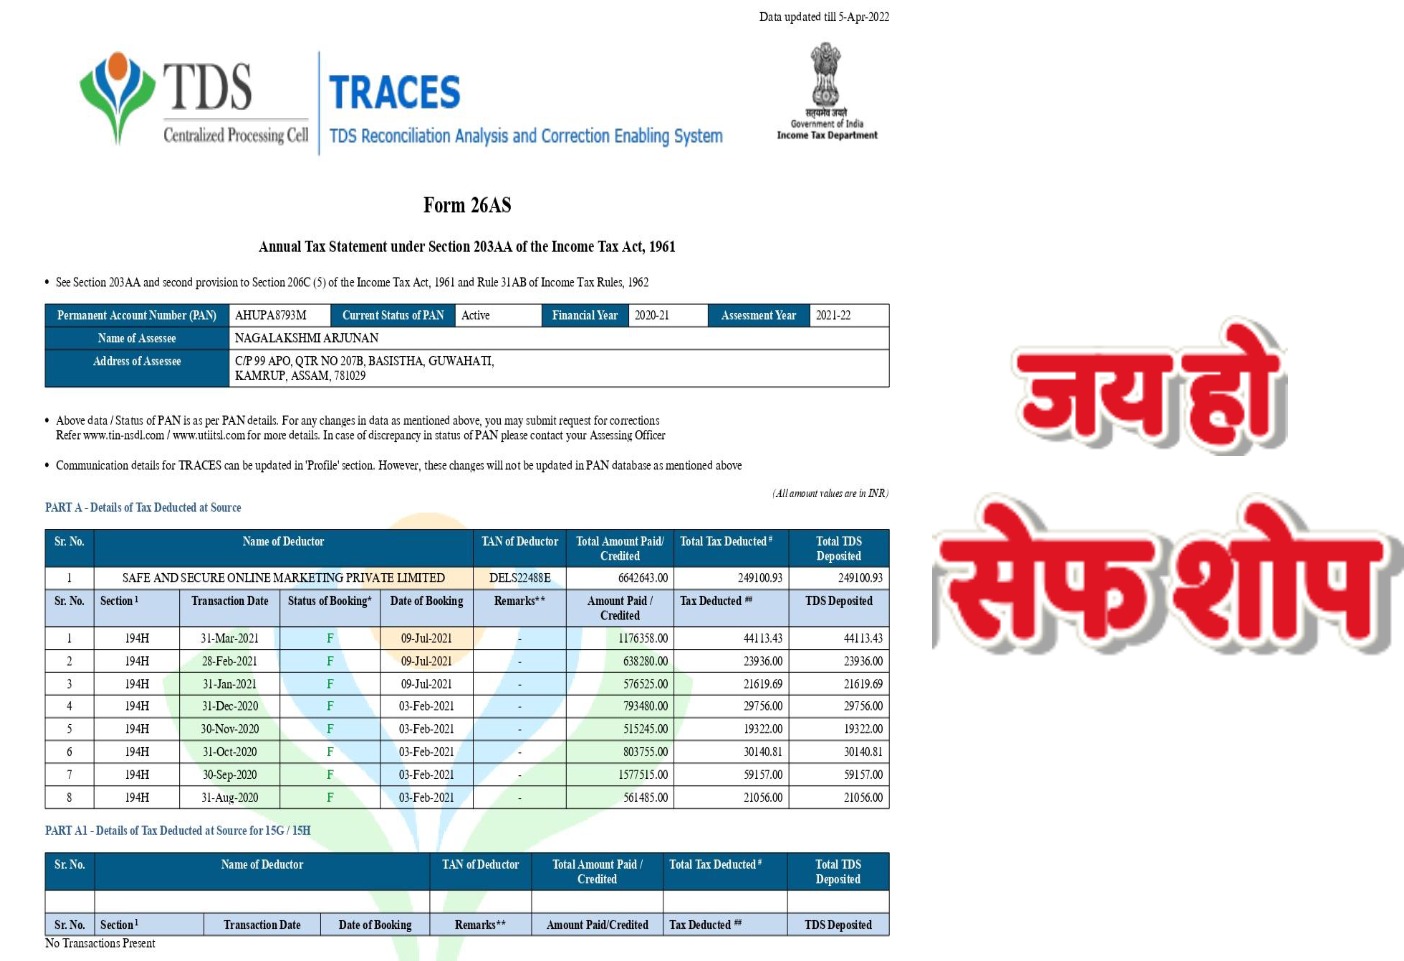 Data updated till 5-Apr-2022
TDS
Centralized Processing Cell
TRACES
TDS Reconciliation Analysis and Correction Enabling System
सत्यमेव जयते
Government of India
Income Tax Department
Form 26AS
Annual Tax Statement under Section 203AA of the Income Tax Act, 1961
• See Section 203AA and second provision to Section 206C (5) of the Income Tax Act, 1961 and Rule 31AB of Income Tax Rules, 1962
Permanent Account Number (PAN) AHUPA8793M Current Status of PAN Active Financial Year 2020-21 Assessment Year 2021-22
Name of Assessee NAGALAKSHMI ARJUNAN
Address of Assessee C/P 99 APO, QTR NO 207B, BASISTHA, GUWAHATI,
KAMRUP, ASSAM, 781029
• Above data / Status of PAN is as per PAN details. For any changes in data as mentioned above, you may submit request for corrections
Refer www.tin-nsdl.com / www.utiitsl.com for more details. In case of discrepancy in status of PAN please contact your Assessing Officer
• Communication details for TRACES can be updated in 'Profile' section. However, these changes will not be updated in PAN database as mentioned above
(All amount values are in INR)
PART A - Details of Tax Deducted at Source
Sr. No. Name of Deductor TAN of Deductor Total Amount Paid/ Credited Total Tax Deducted # Total TDS Deposited
1 SAFE AND SECURE ONLINE MARKETING PRIVATE LIMITED DELS22488E 6642643.00 249100.93 249100.93
Sr. No. Section 1 Transaction Date Status of Booking* Date of Booking Remarks** Amount Paid / Credited Tax Deducted ## TDS Deposited
1 194H 31-Mar-2021 F 09-Jul-2021 - 1176358.00 44113.43 44113.43
2 194H 28-Feb-2021 F 09-Jul-2021 - 638280.00 23936.00 23936.00
3 194H 31-Jan-2021 F 09-Jul-2021 - 576525.00 21619.69 21619.69
4 194H 31-Dec-2020 F 03-Feb-2021 - 793480.00 29756.00 29756.00
5 194H 30-Nov-2020 F 03-Feb-2021 - 515245.00 19322.00 19322.00
6 194H 31-Oct-2020 F 03-Feb-2021 - 803755.00 30140.81 30140.81
7 194H 30-Sep-2020 F 03-Feb-2021 - 1577515.00 59157.00 59157.00
8 194H 31-Aug-2020 F 03-Feb-2021 - 561485.00 21056.00 21056.00
PART A1 - Details of Tax Deducted at Source for 15G / 15H
Sr. No. Name of Deductor TAN of Deductor Total Amount Paid / Credited Total Tax Deducted # Total TDS Deposited
Sr. No. Section 1 Transaction Date Date of Booking Remarks** Amount Paid/Credited Tax Deducted ## TDS Deposited
No Transactions Present
जय हो
सेफ शोप